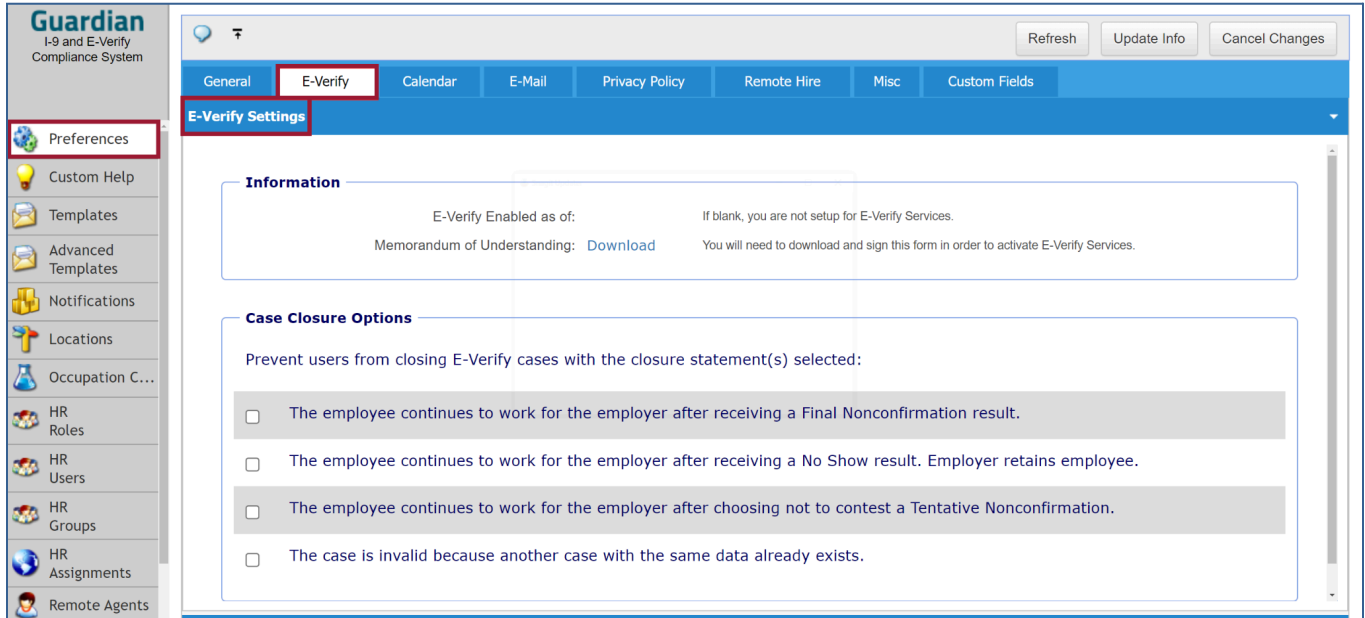 Guardian
I-9 and E-Verify
Compliance System
Refresh
Update Info
Cancel Changes
General
E-Verify
Calendar
E-Mail
Privacy Policy
Remote Hire
Misc
Custom Fields
E-Verify Settings
Preferences
Custom Help
Templates
Advanced
Templates
Notifications
Locations
Occupation C...
HR
Roles
HR
Users
HR
Groups
HR
Assignments
Remote Agents
Information
E-Verify Enabled as of: If blank, you are not setup for E-Verify Services.
Memorandum of Understanding: Download You will need to download and sign this form in order to activate E-Verify Services.
Case Closure Options
Prevent users from closing E-Verify cases with the closure statement(s) selected:
The employee continues to work for the employer after receiving a Final Nonconfirmation result.
The employee continues to work for the employer after receiving a No Show result. Employer retains employee.
The employee continues to work for the employer after choosing not to contest a Tentative Nonconfirmation.
The case is invalid because another case with the same data already exists.